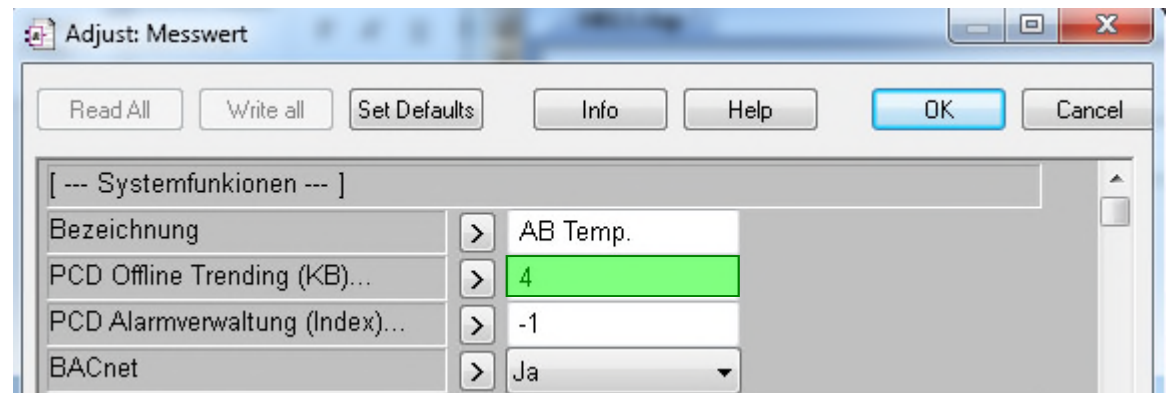 Adjust: Messwert
Read All Write all Set Defaults Info Help OK Cancel
[ --- Systemfunkionen --- ]
Bezeichnung > AB Temp.
PCD Offline Trending (KB)... > 4
PCD Alarmverwaltung (Index)... > -1
BACnet > Ja